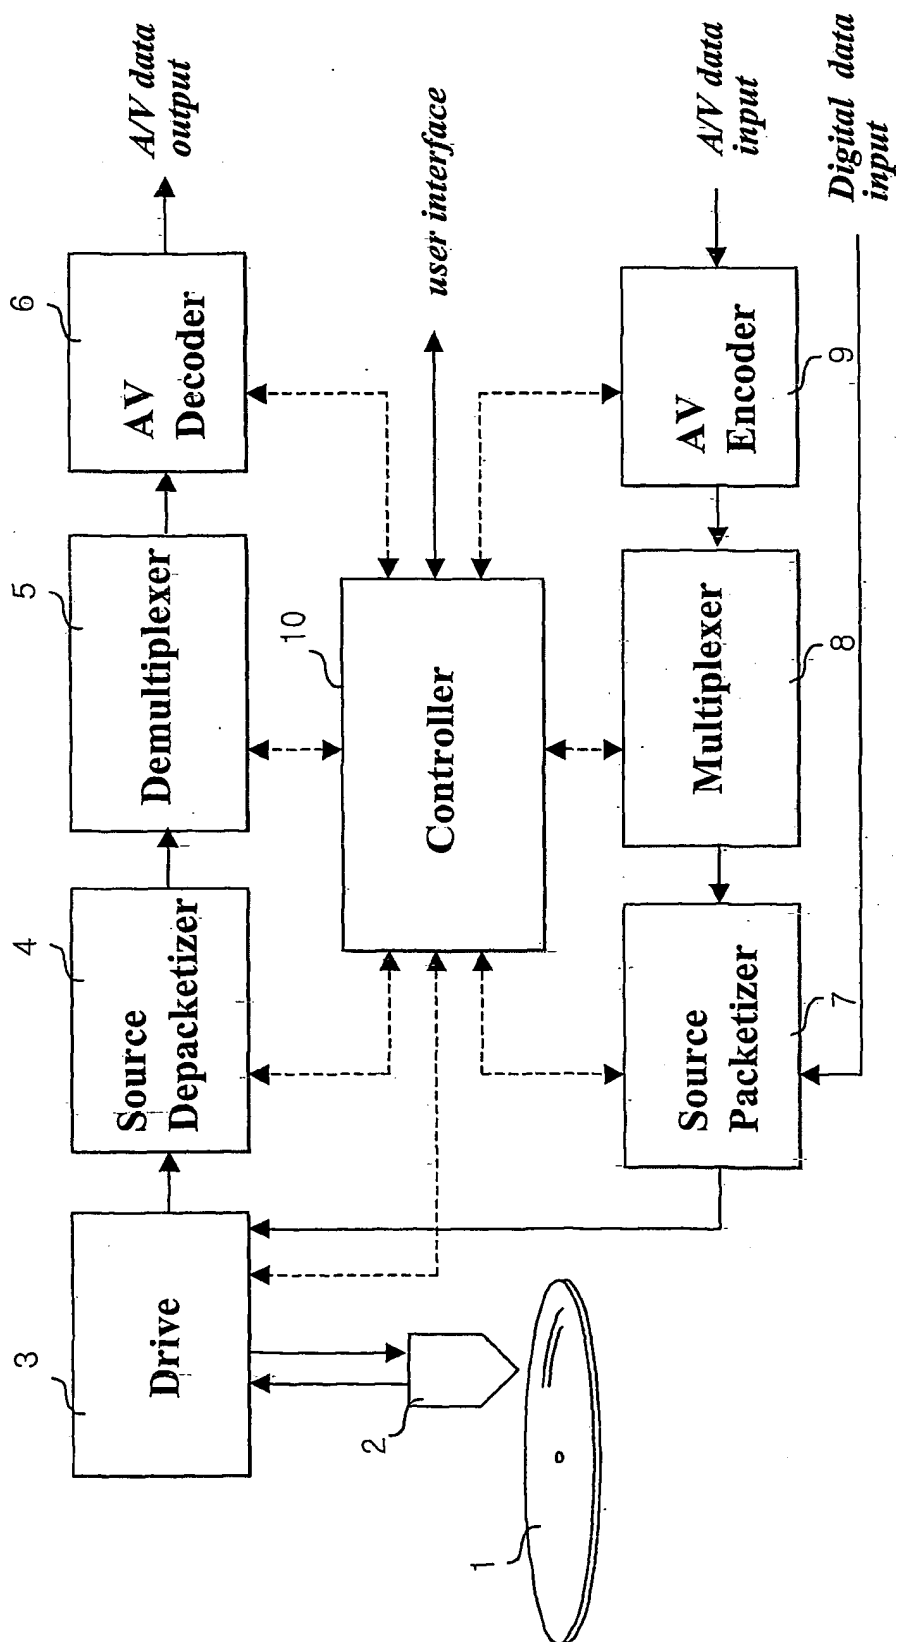 3
Drive
4
Source
Depacketizer
5
Demultiplexer
6
AV
Decoder
A/V data
output
2
10
Controller
user interface
1
Source
Packetizer
7
Multiplexer
8
AV
Encoder
9
A/V data
input
Digital data
input